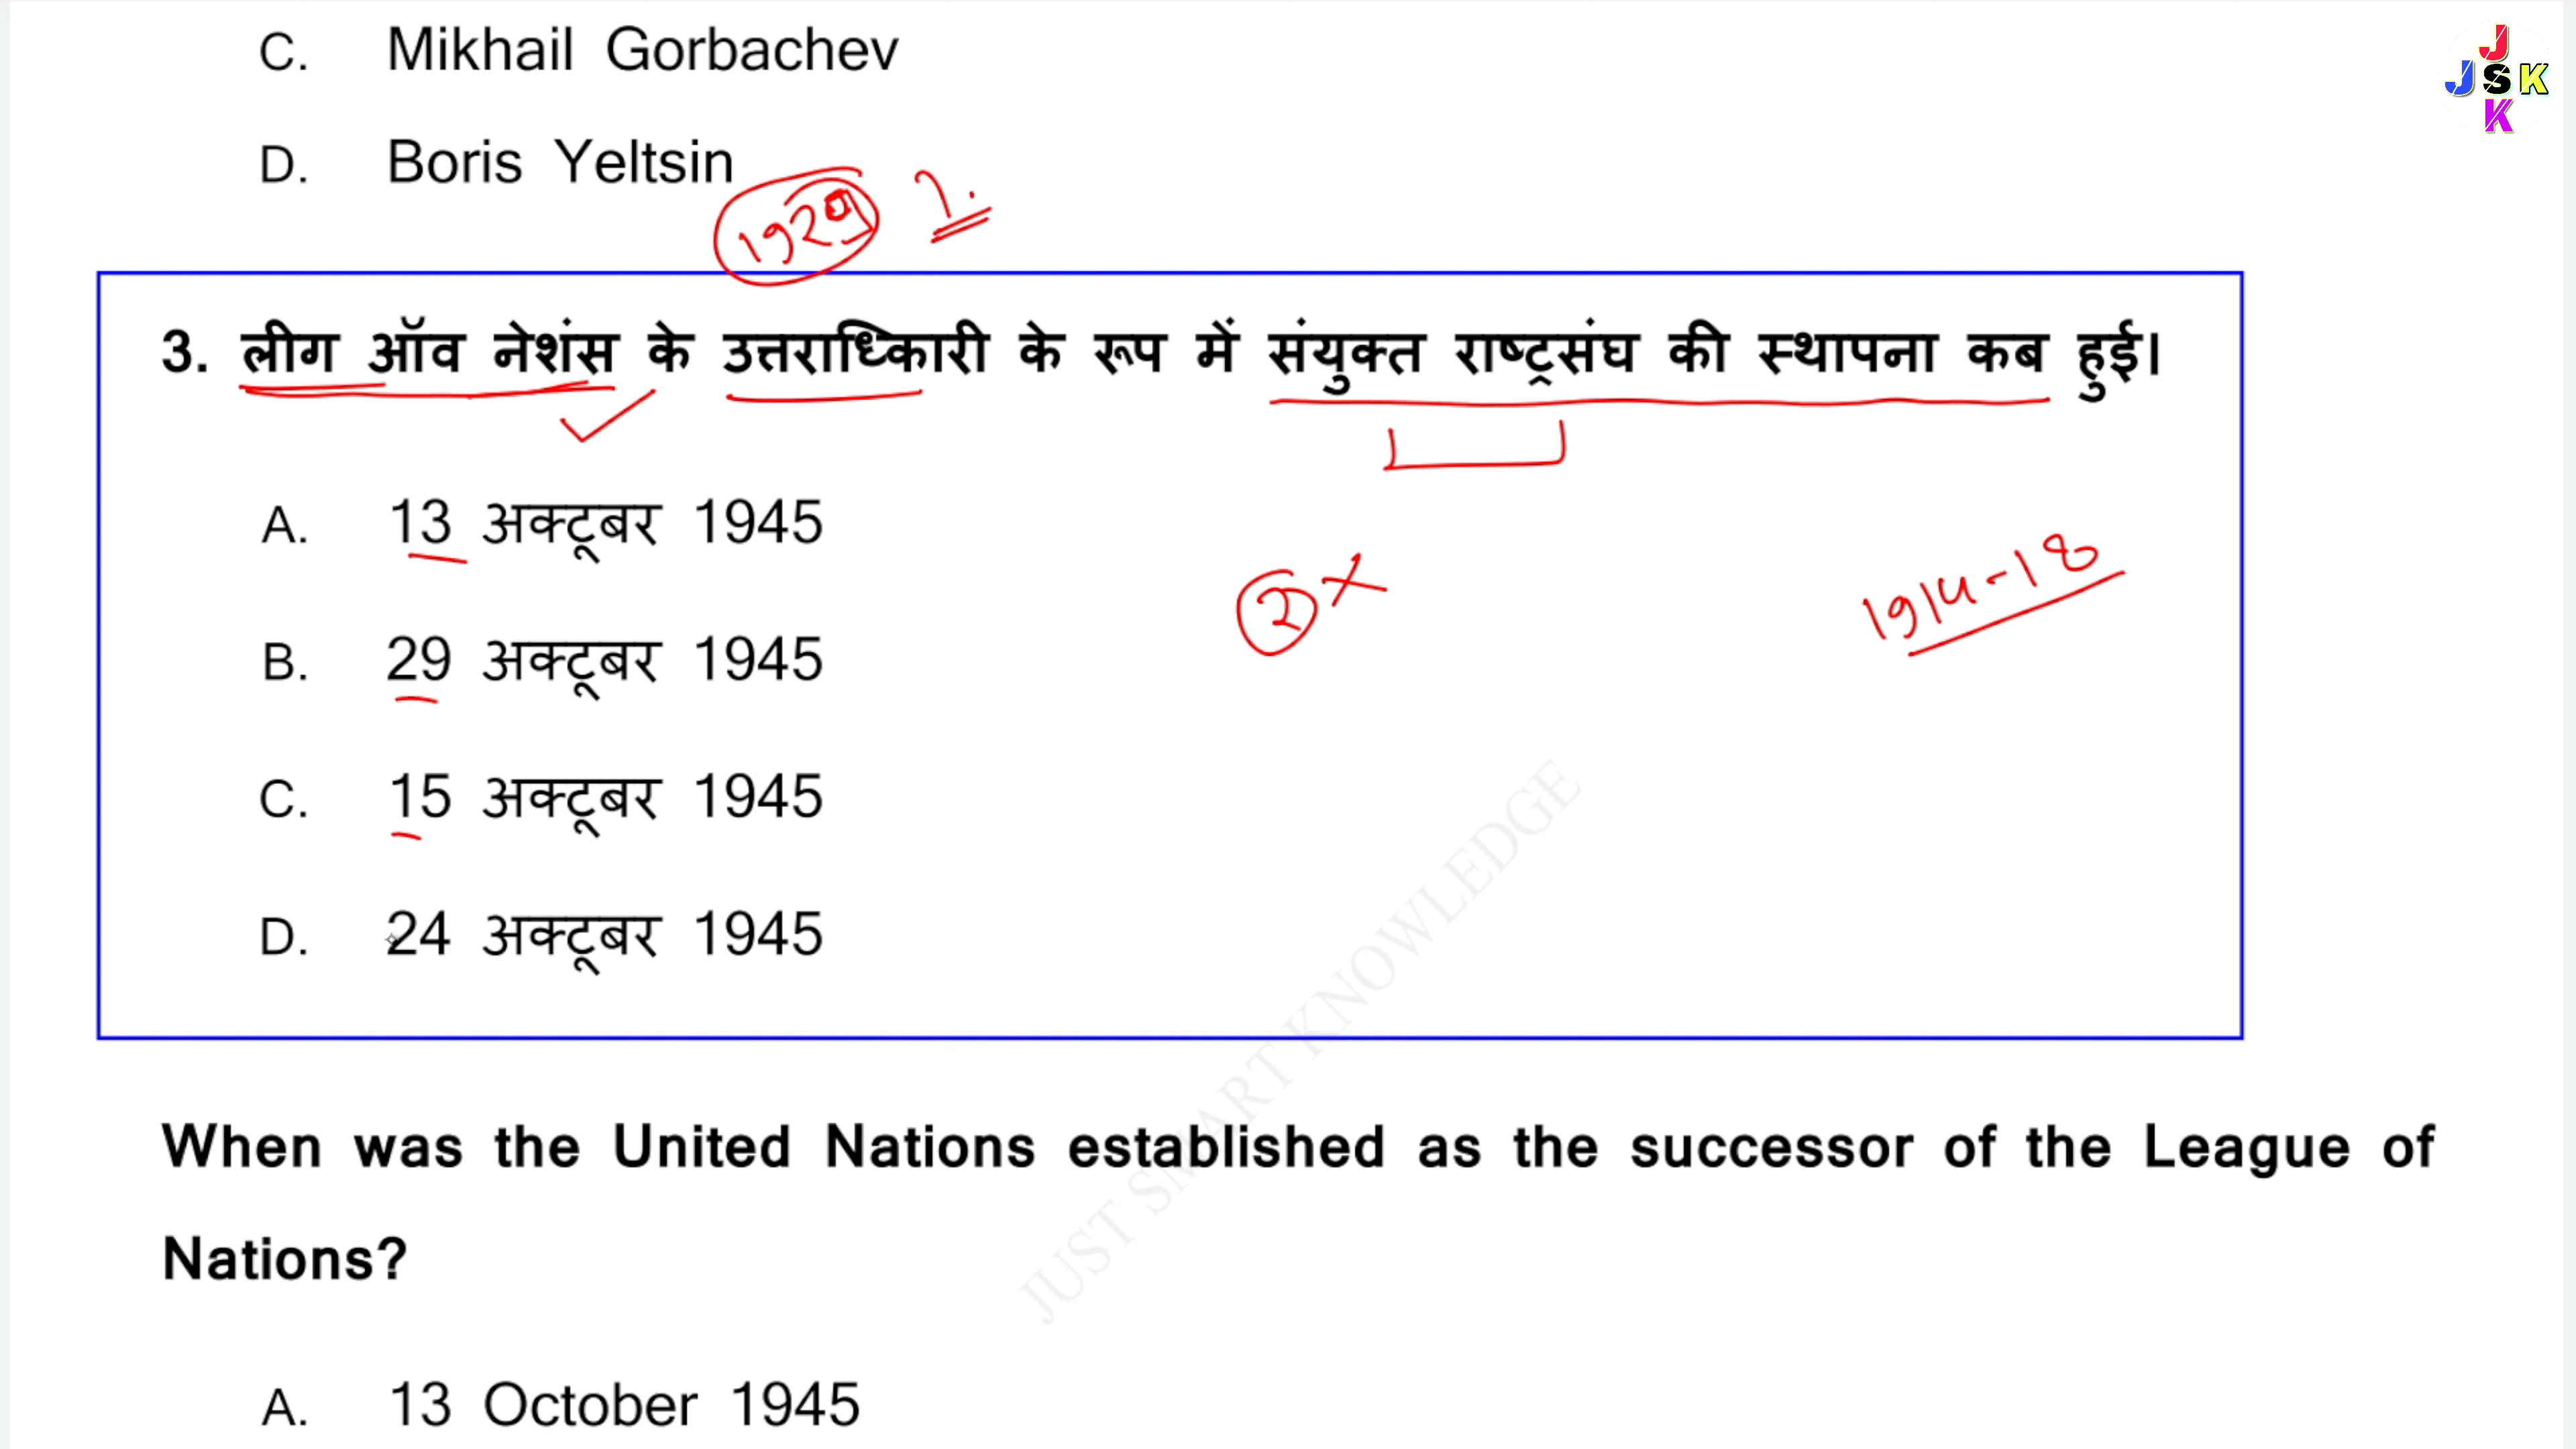 C. Mikhail Gorbachev
J
J S K
K
D. Boris Yeltsin
1.
3. लीग ऑव नेशंस के उत्तराध्किारी के रूप में संयुक्त राष्ट्रसंघ की स्थापना कब हुई।
A. 13 अक्टूबर 1945
2 x
1914-18
B. 29 अक्टूबर 1945
C. 15 अक्टूबर 1945
D. 24 अक्टूबर 1945
JUST SMART KNOWLEDGE
When was the United Nations established as the successor of the League of
Nations?
A. 13 October 1945